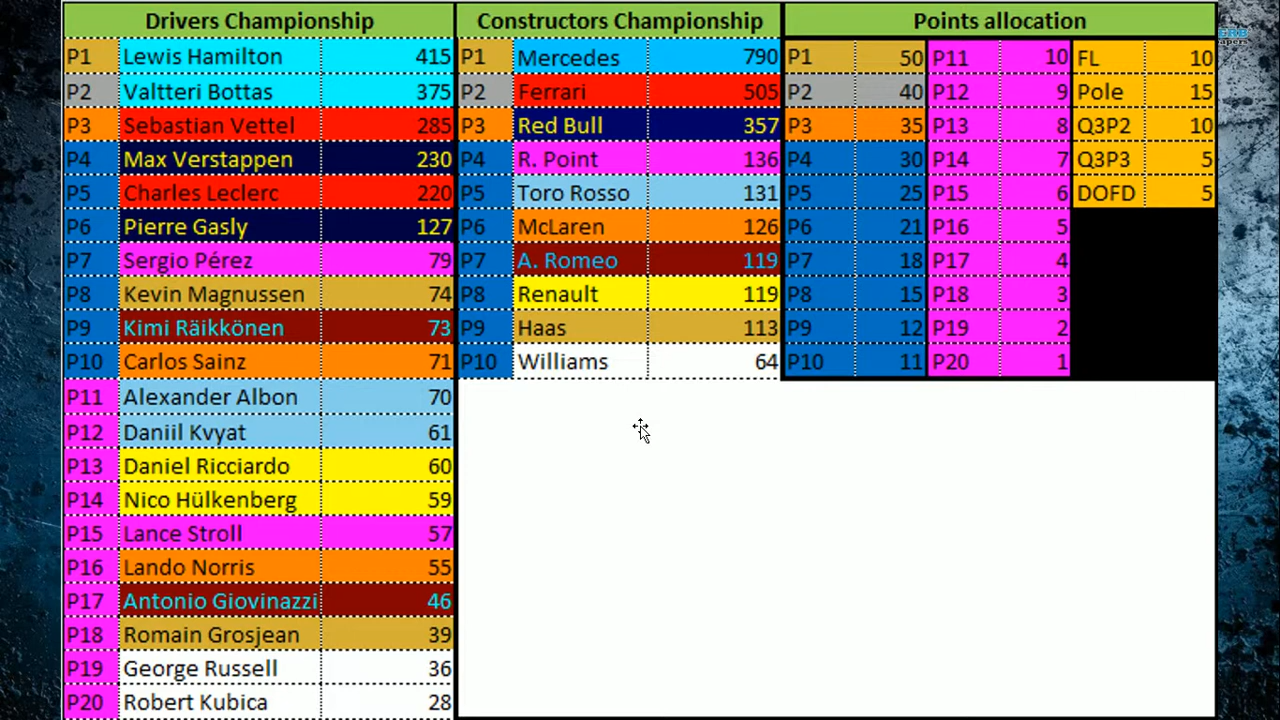 Drivers Championship
P1 Lewis Hamilton 415
P2 Valtteri Bottas 375
P3 Sebastian Vettel 285
P4 Max Verstappen 230
P5 Charles Leclerc 220
P6 Pierre Gasly 127
P7 Sergio Pérez 79
P8 Kevin Magnussen 74
P9 Kimi Räikkönen 73
P10 Carlos Sainz 71
P11 Alexander Albon 70
P12 Daniil Kvyat 61
P13 Daniel Ricciardo 60
P14 Nico Hülkenberg 59
P15 Lance Stroll 57
P16 Lando Norris 55
P17 Antonio Giovinazzi 46
P18 Romain Grosjean 39
P19 George Russell 36
P20 Robert Kubica 28
Constructors Championship
P1 Mercedes 790
P2 Ferrari 505
P3 Red Bull 357
P4 R. Point 136
P5 Toro Rosso 131
P6 McLaren 126
P7 A. Romeo 119
P8 Renault 119
P9 Haas 113
P10 Williams 64
Points allocation
P1 50 P11 10 FL 10
P2 40 P12 9 Pole 15
P3 35 P13 8 Q3P2 10
P4 30 P14 7 Q3P3 5
P5 25 P15 6 DOFD 5
P6 21 P16 5
P7 18 P17 4
P8 15 P18 3
P9 12 P19 2
P10 11 P20 1